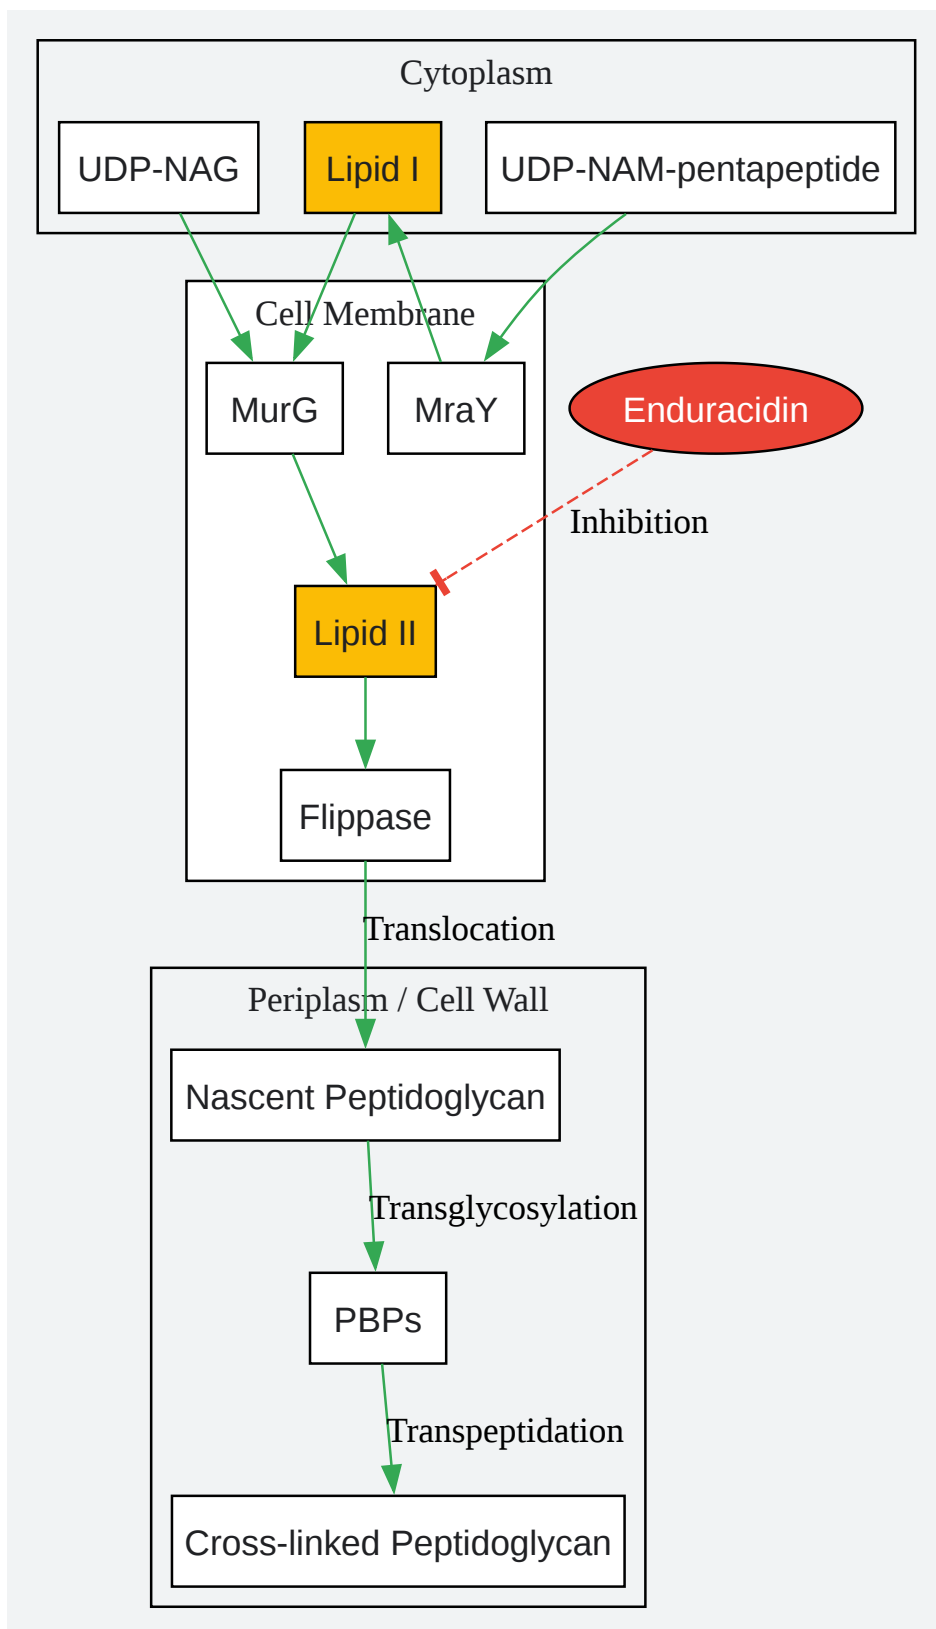 Cytoplasm
UDP-NAG
Lipid I
UDP-NAM-pentapeptide
Cell Membrane
MurG
MraY
Enduracidin
Inhibition
Lipid II
Flippase
Translocation
Periplasm / Cell Wall
Nascent Peptidoglycan
Transglycosylation
PBPs
Transpeptidation
Cross-linked Peptidoglycan